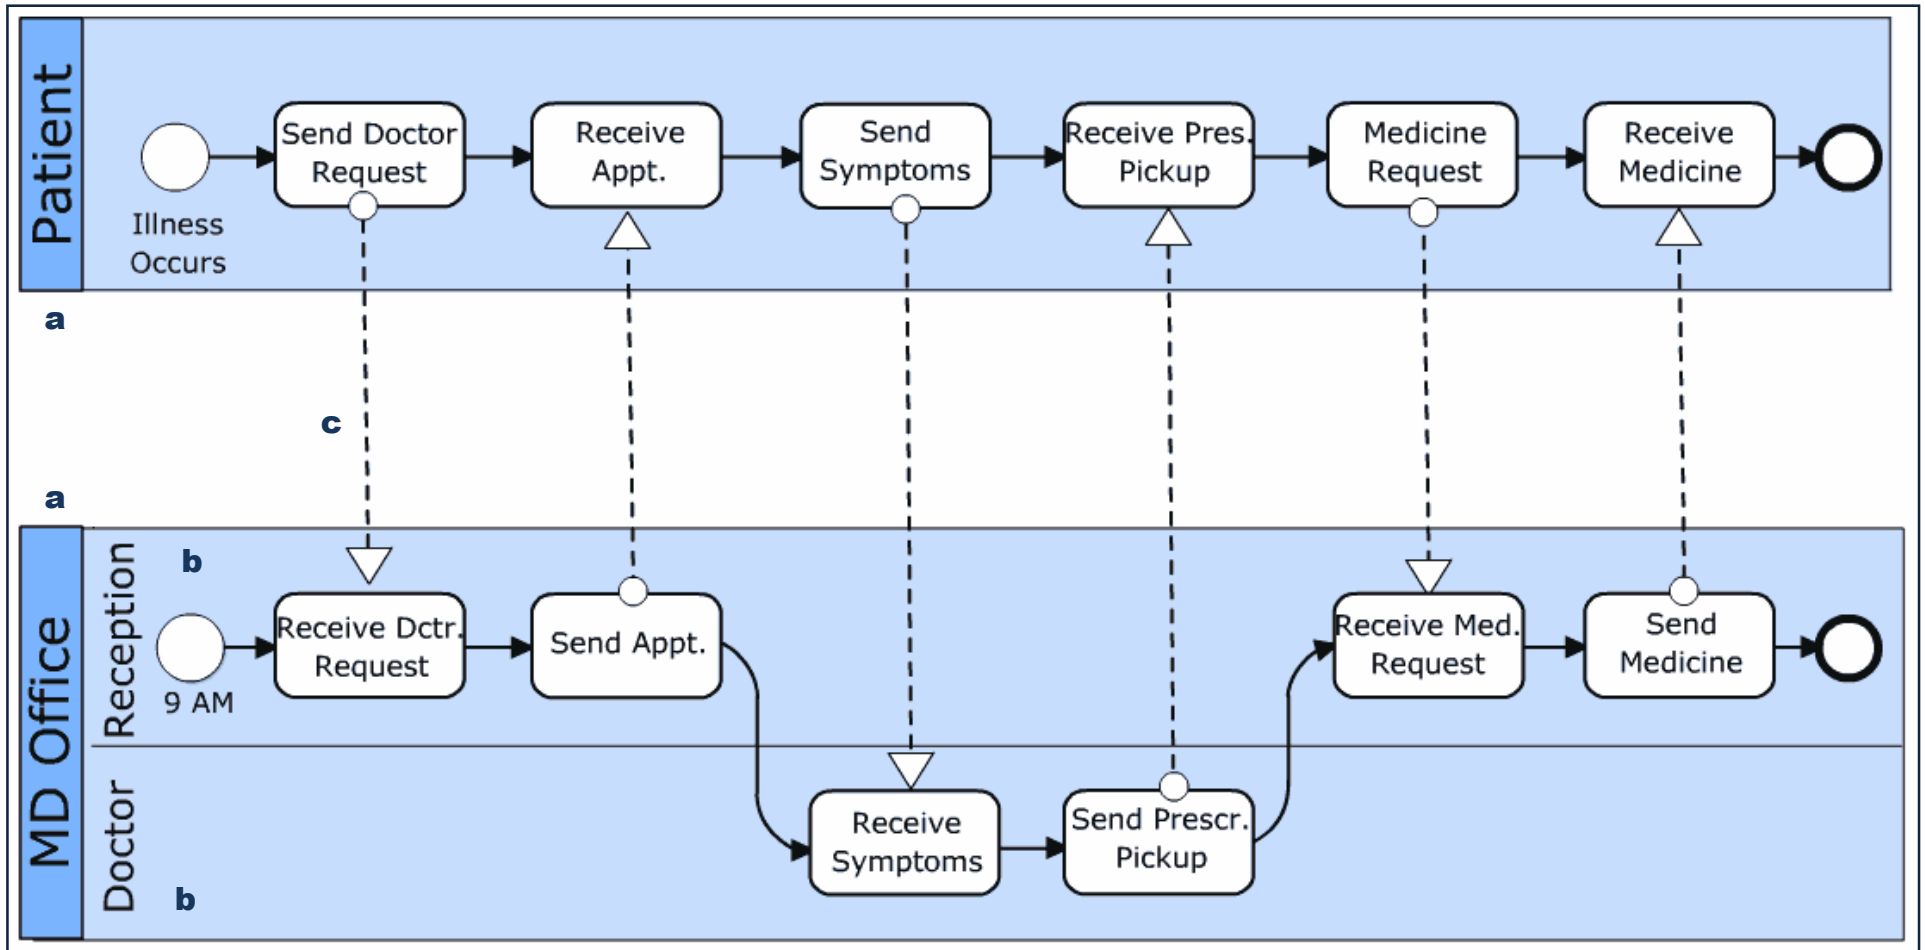 Patient
Send Doctor
Request
Receive
Appt.
Send
Symptoms
Receive Pres.
Pickup
Medicine
Request
Receive
Medicine
Illness
Occurs
a
c
a
MD Office
Reception
b
9 AM
Receive Dctr.
Request
Send Appt.
Receive Med.
Request
Send
Medicine
Doctor
b
Receive
Symptoms
Send Prescr.
Pickup